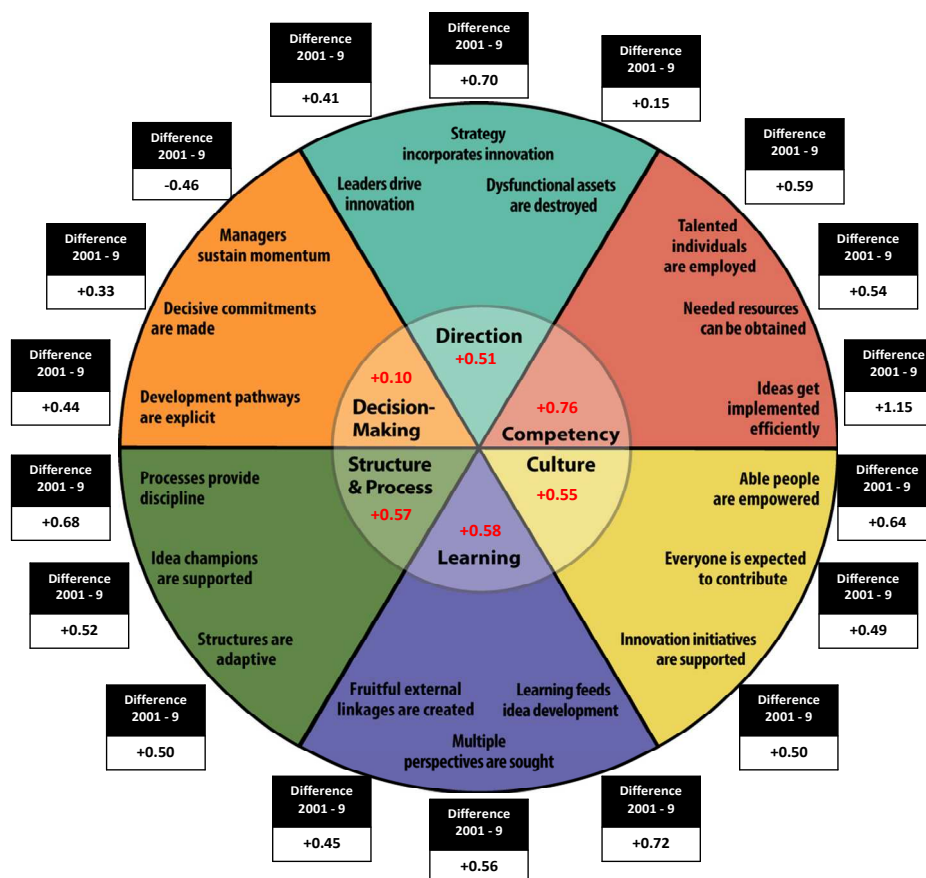 Difference
2001 - 9
+0.70
Difference
2001 - 9
+0.41
Difference
2001 - 9
+0.15
Difference
2001 - 9
-0.46
Difference
2001 - 9
+0.59
Difference
2001 - 9
+0.33
Difference
2001 - 9
+0.54
Difference
2001 - 9
+0.44
Difference
2001 - 9
+1.15
Difference
2001 - 9
+0.68
Difference
2001 - 9
+0.64
Difference
2001 - 9
+0.52
Difference
2001 - 9
+0.49
Difference
2001 - 9
+0.50
Difference
2001 - 9
+0.50
Difference
2001 - 9
+0.45
Difference
2001 - 9
+0.56
Difference
2001 - 9
+0.72
Strategy
incorporates innovation
Leaders drive
innovation
Dysfunctional assets
are destroyed
Managers
sustain momentum
Decisive commitments
are made
Development pathways
are explicit
Talented
individuals
are employed
Needed resources
can be obtained
Ideas get
implemented
efficiently
Direction
+0.51
+0.10
Decision-
Making
+0.76
Competency
Structure
& Process
+0.57
Culture
+0.55
+0.58
Learning
Processes provide
discipline
Idea champions
are supported
Structures are
adaptive
Able people
are empowered
Everyone is expected
to contribute
Innovation initiatives
are supported
Fruitful external
linkages are created
Learning feeds
idea development
Multiple
perspectives are sought